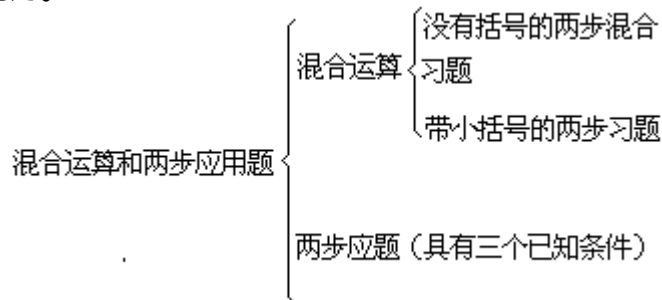 没有括号的两步混合
混合运算
习题
带小括号的两步习题
混合运算和两步应用题
两步应题（具有三个已知条件）